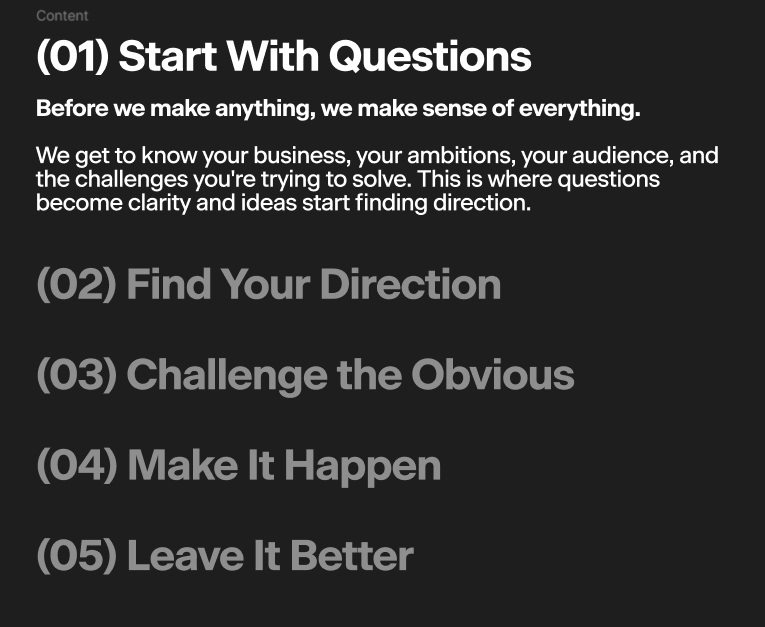 Content
(01) Start With Questions
Before we make anything, we make sense of everything.
We get to know your business, your ambitions, your audience, and
the challenges you're trying to solve. This is where questions
become clarity and ideas start finding direction.
(02) Find Your Direction
(03) Challenge the Obvious
(04) Make It Happen
(05) Leave It Better